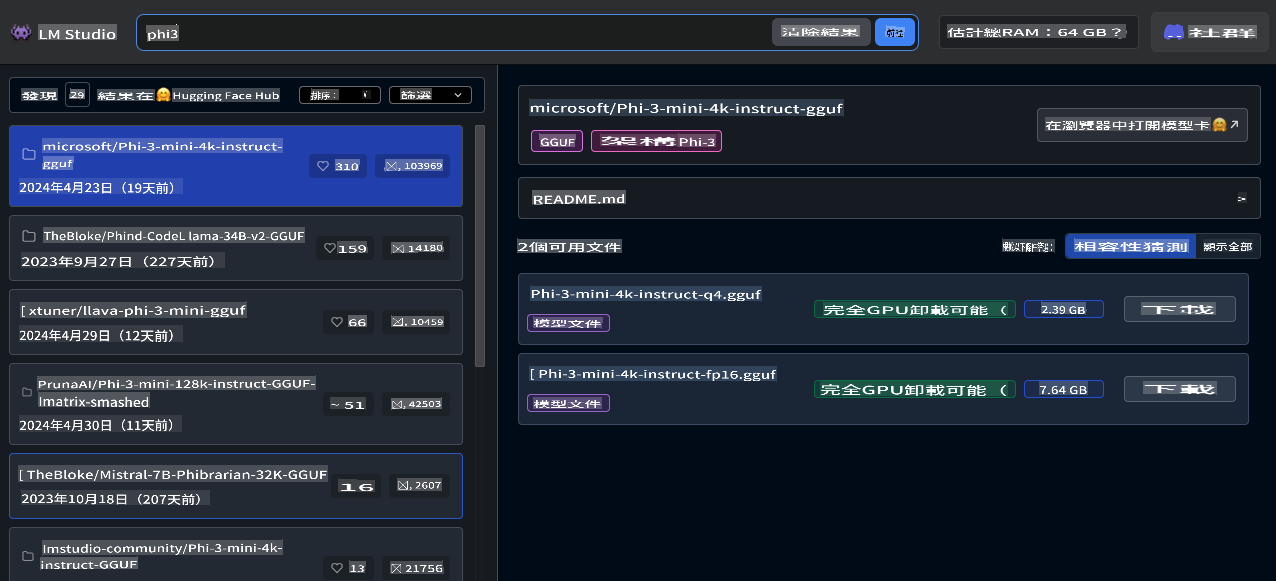 LM Studio
phi3
清除結果
前往
估計總RAM：64 GB？
社群
發現 29 結果在🤗Hugging Face Hub
排序:
篩選
microsoft/Phi-3-mini-4k-instruct-
gguf
310
103969
2024年4月23日（19天前）
TheBloke/Phind-CodeL lama-34B-v2-GGUF
159
14180
2023年9月27日（227天前）
[ xtuner/llava-phi-3-mini-gguf
66
10459
2024年4月29日（12天前）
PrunaAI/Phi-3-mini-128k-instruct-GGUF-
Imatrix-smashed
~ 51
42503
2024年4月30日（11天前）
[ TheBloke/Mistral-7B-Phibrarian-32K-GGUF
16
2607
2023年10月18日（207天前）
lmstudio-community/Phi-3-mini-4k-
instruct-GGUF
13
21756
microsoft/Phi-3-mini-4k-instruct-gguf
GGUF
架構 Phi-3
在瀏覽器中打開模型卡🤗↗
README.md
>
2個可用文件
相容性猜測
顯示全部
Phi-3-mini-4k-instruct-q4.gguf
模型文件
完全GPU卸載可能（
2.39 GB
下載
[ Phi-3-mini-4k-instruct-fp16.gguf
模型文件
完全GPU卸載可能（
7.64 GB
下載